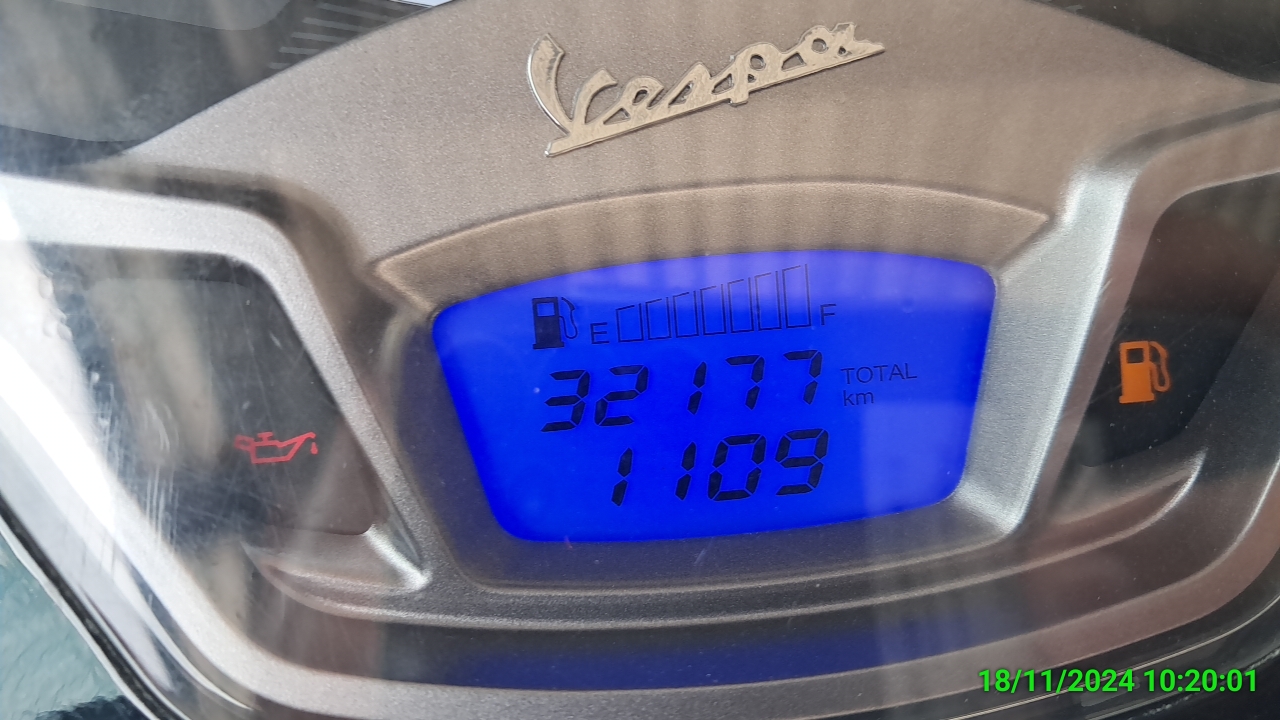 Vespa
E F
32177 TOTAL km
1109
18/11/2024 10:20:01